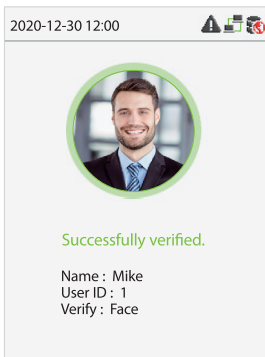 2020-12-30 12:00
Successfully verified.
Name : Mike
User ID : 1
Verify : Face